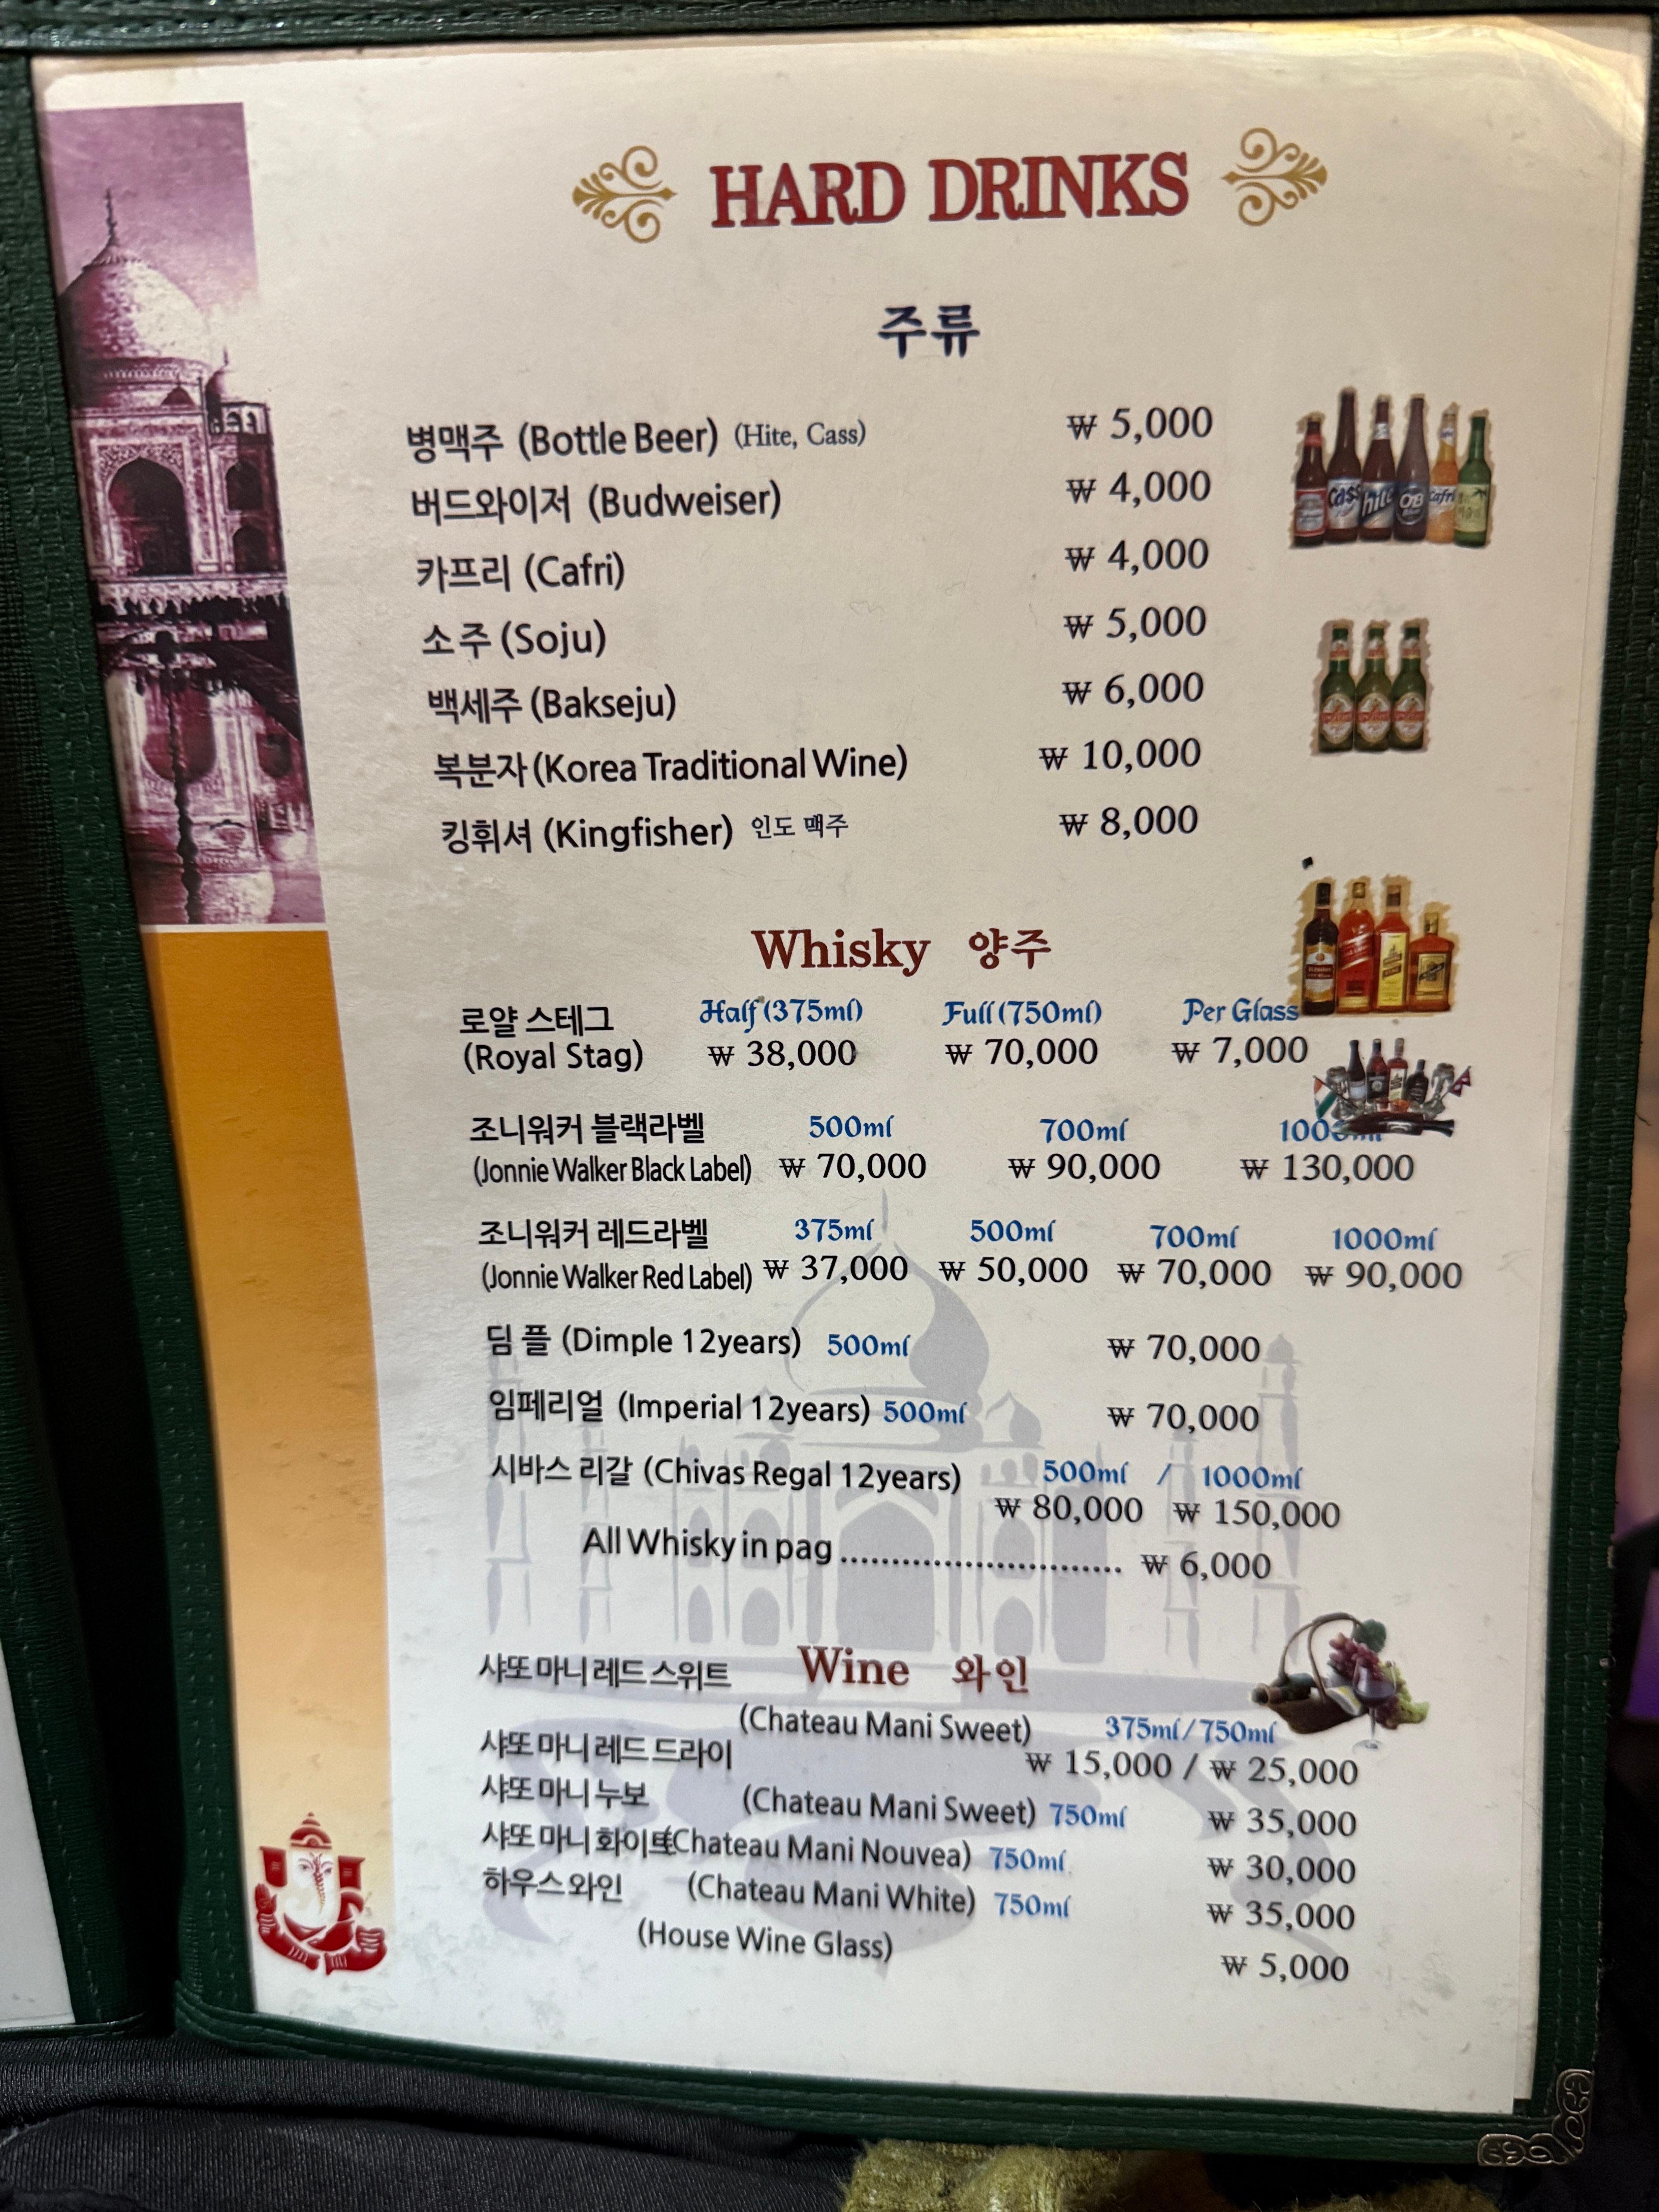 HARD DRINKS
주류
병맥주 (Bottle Beer) (Hite, Cass) ₩ 5,000
버드와이저 (Budweiser) ₩ 4,000
카프리 (Cafri) ₩ 4,000
소주 (Soju) ₩ 5,000
백세주 (Bakseju) ₩ 6,000
복분자 (Korea Traditional Wine) ₩ 10,000
킹휘셔 (Kingfisher) 인도 맥주 ₩ 8,000
Cass hite OB Cafri
Whisky 양주
로얄 스테그 Half (375ml) Full (750ml) Per Glass
(Royal Stag) ₩ 38,000 ₩ 70,000 ₩ 7,000
조니워커 블랙라벨 500ml 700ml 1000ml
(Jonnie Walker Black Label) ₩ 70,000 ₩ 90,000 ₩ 130,000
조니워커 레드라벨 375ml 500ml 700ml 1000ml
(Jonnie Walker Red Label) ₩ 37,000 ₩ 50,000 ₩ 70,000 ₩ 90,000
딤 플 (Dimple 12years) 500ml ₩ 70,000
임페리얼 (Imperial 12years) 500ml ₩ 70,000
시바스 리갈 (Chivas Regal 12years) 500ml / 1000ml
₩ 80,000 ₩ 150,000
All Whisky in pag ............................ ₩ 6,000
Wine 와인
샤또 마니 레드 스위트
(Chateau Mani Sweet) 375ml / 750ml
샤또 마니 레드 드라이 ₩ 15,000 / ₩ 25,000
샤또 마니 누보 (Chateau Mani Sweet) 750ml ₩ 35,000
샤또 마니 화이트 (Chateau Mani Nouvea) 750ml ₩ 30,000
하우스 와인 (Chateau Mani White) 750ml ₩ 35,000
(House Wine Glass) ₩ 5,000